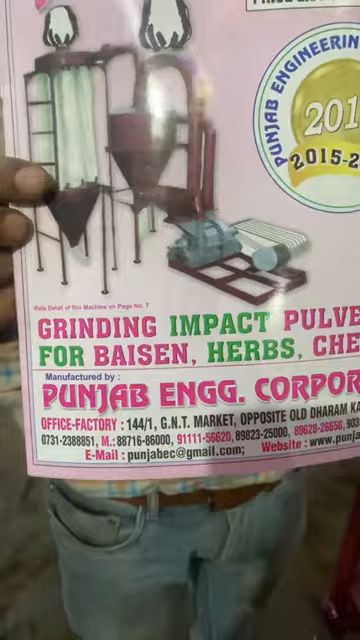 PUNJAB ENGINEERIN
201
2015-2
Rate Detail of this Machine on Page No. 7
GRINDING IMPACT PULVE
FOR BAISEN, HERBS, CHE
Manufactured by :
PUNJAB ENGG. CORPOR
OFFICE-FACTORY : 144/1, G.N.T. MARKET, OPPOSITE OLD DHARAM KA
0731-2388851, M.: 88716-86000, 91111-56620, 89823-25000, 89628-26650, 903
E-Mail : punjabec@gmail.com; Website : www.punja